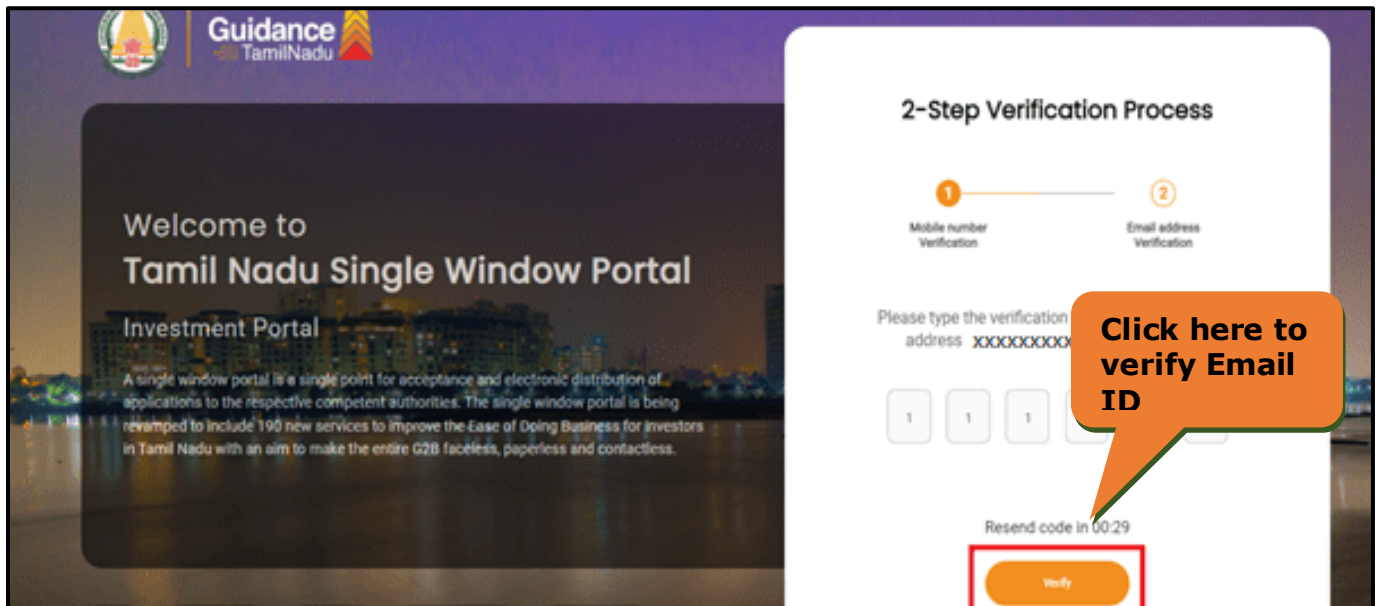 Guidance
TamilNadu
Welcome to
Tamil Nadu Single Window Portal
Investment Portal
A single window portal is a single point for acceptance and electronic distribution of
applications to the respective competent authorities. The single window portal is being
revamped to include 190 new services to improve the Ease of Doing Business for investors
in Tamil Nadu with an aim to make the entire G2B faceless, paperless and contactless.
2-Step Verification Process
1
2
Mobile number
Verification
Email address
Verification
Please type the verification
address xxxxxxxxx
1 1 1
Click here to
verify Email
ID
Resend code in 00:29
Verify